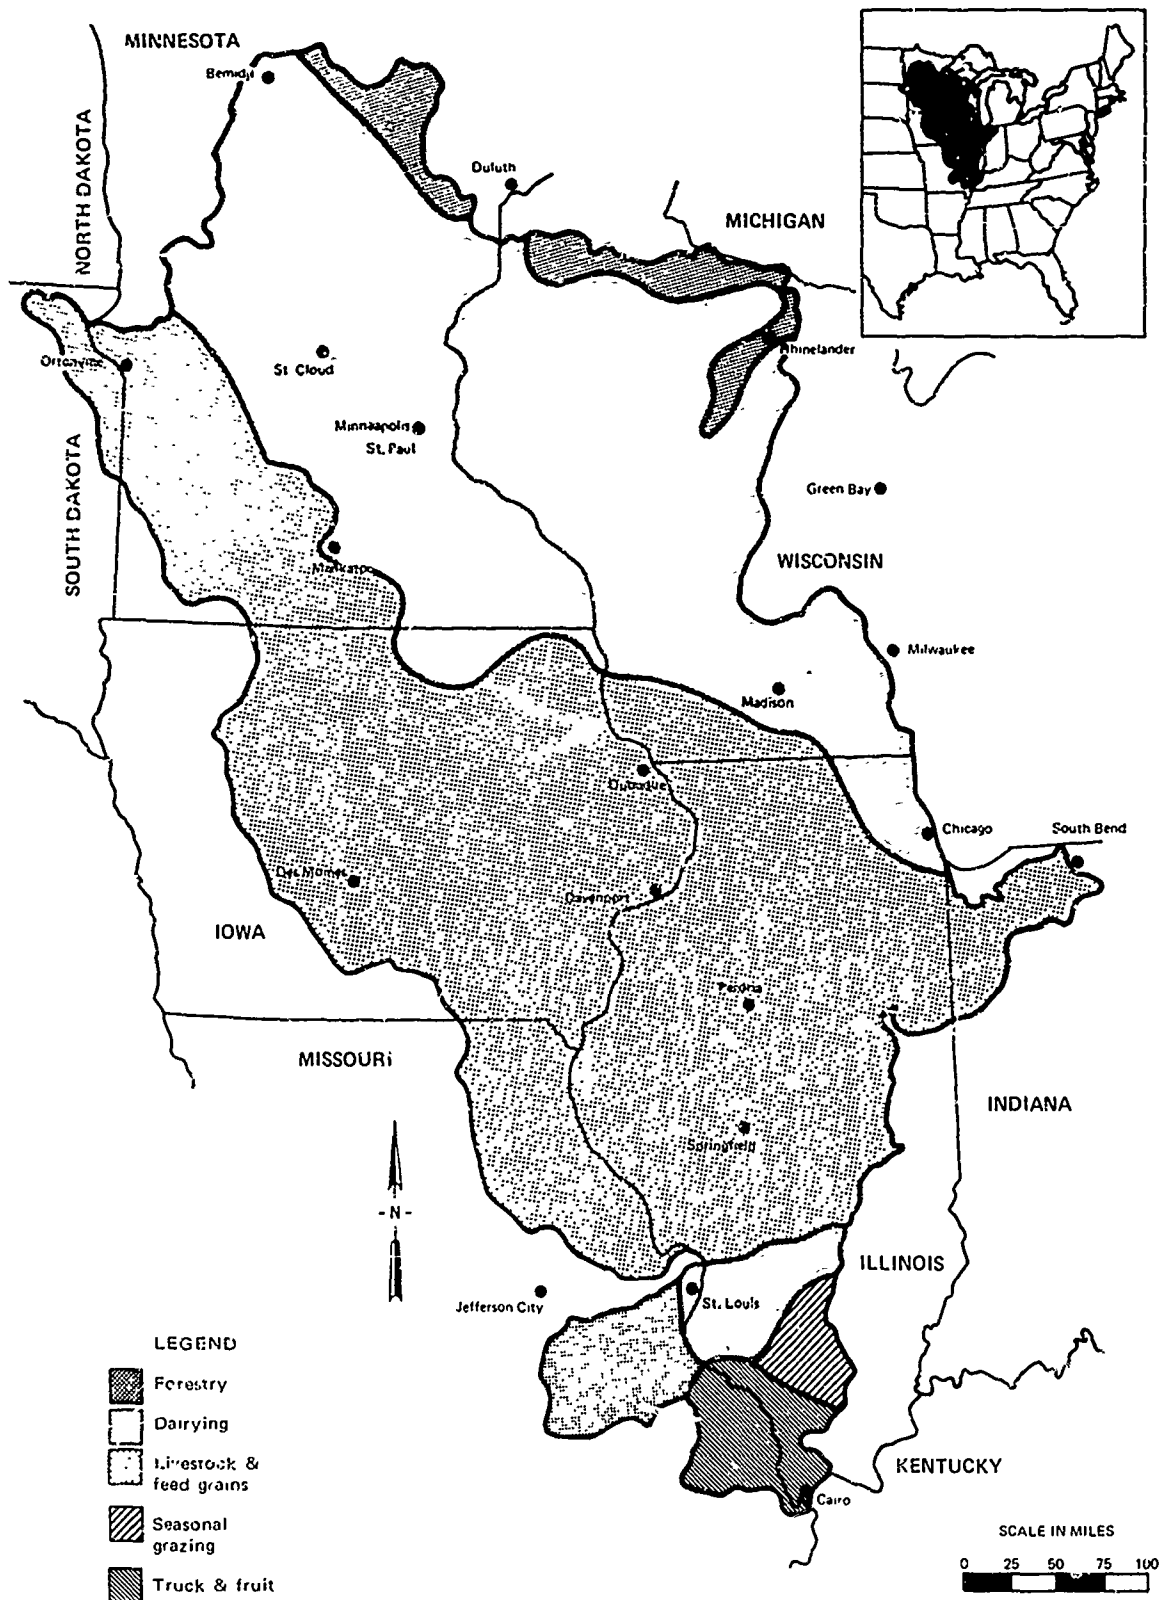 MINNESOTA
Bemidji
NORTH DAKOTA
Duluth
MICHIGAN
Ortonville
Rhinelander
St. Cloud
Minnaapolis
St. Paul
SOUTH DAKOTA
Green Bay
Mankato
WISCONSIN
Milwaukee
Madison
Dubuque
Chicago
South Bend
Des Moines
Davenport
IOWA
Peoria
MISSOURI
INDIANA
Springfield
- N -
ILLINOIS
Jefferson City
St. Louis
LEGEND
Forestry
Dairying
Livestock &
feed grains
Seasonal
grazing
Truck & fruit
KENTUCKY
Cairo
SCALE IN MILES
0 25 50 75 100